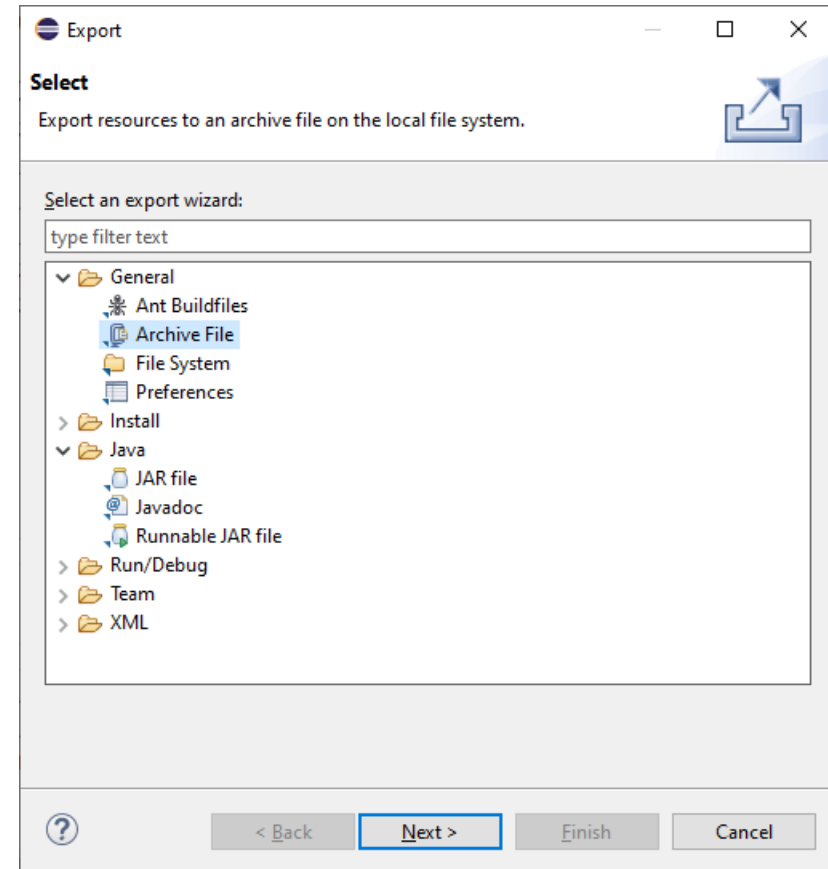 Export
Select
Export resources to an archive file on the local file system.
Select an export wizard:
type filter text
General
Ant Buildfiles
Archive File
File System
Preferences
Install
Java
JAR file
Javadoc
Runnable JAR file
Run/Debug
Team
XML
< Back Next > Finish Cancel